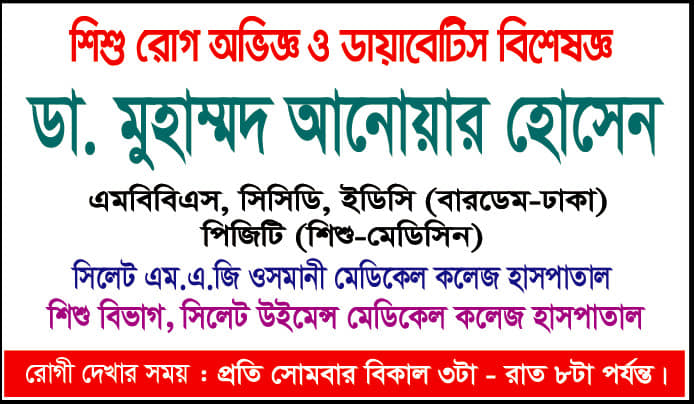 শিশু রোগ অভিজ্ঞ ও ডায়াবেটিস বিশেষজ্ঞ
ডা. মুহাম্মদ আনোয়ার হোসেন
এমবিবিএস, সিসিডি, ইডিসি (বারডেম-ঢাকা)
পিজিটি (শিশু-মেডিসিন)
সিলেট এম.এ.জি ওসমানী মেডিকেল কলেজ হাসপাতাল
শিশু বিভাগ, সিলেট উইমেন্স মেডিকেল কলেজ হাসপাতাল
রোগী দেখার সময় : প্রতি সোমবার বিকাল ৩টা - রাত ৮টা পর্যন্ত।